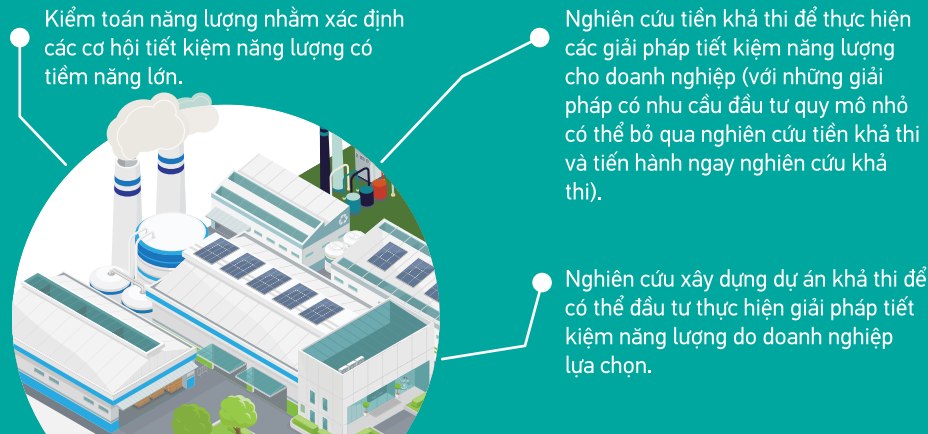 Kiểm toán năng lượng nhằm xác định
các cơ hội tiết kiệm năng lượng có
tiềm năng lớn.
Nghiên cứu tiền khả thi để thực hiện
các giải pháp tiết kiệm năng lượng
cho doanh nghiệp (với những giải
pháp có nhu cầu đầu tư quy mô nhỏ
có thể bỏ qua nghiên cứu tiền khả thi
và tiến hành ngay nghiên cứu khả
thi).
Nghiên cứu xây dựng dự án khả thi để
có thể đầu tư thực hiện giải pháp tiết
kiệm năng lượng do doanh nghiệp
lựa chọn.